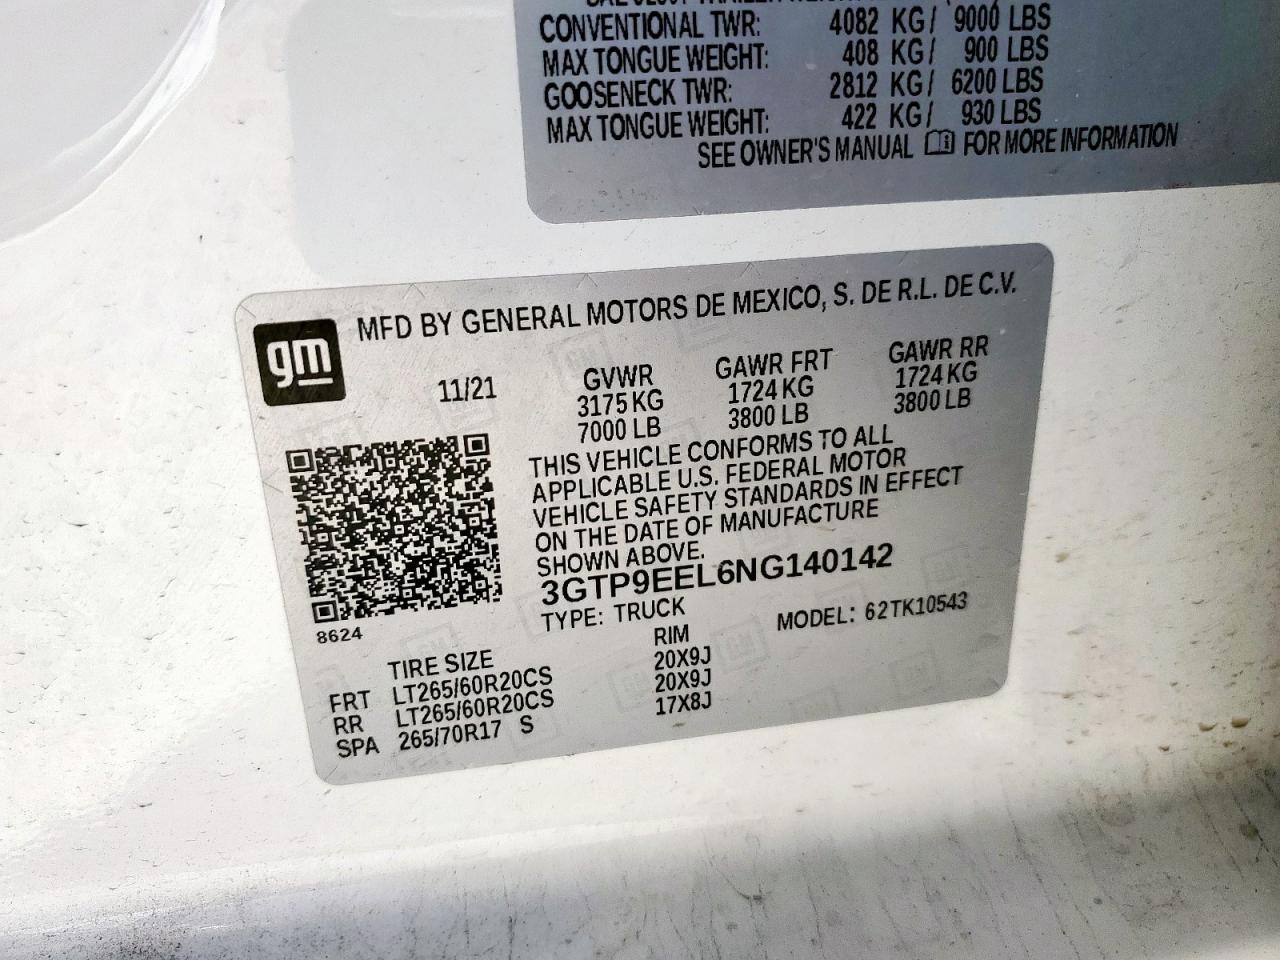 CONVENTIONAL TWR: 4082 KG/ 9000 LBS
MAX TONGUE WEIGHT: 408 KG/ 900 LBS
GOOSENECK TWR: 2812 KG/ 6200 LBS
MAX TONGUE WEIGHT: 422 KG/ 930 LBS
SEE OWNER'S MANUAL FOR MORE INFORMATION
gm
MFD BY GENERAL MOTORS DE MEXICO, S. DE R.L. DE C.V.
11/21 GVWR GAWR FRT GAWR RR
3175 KG 1724 KG 1724 KG
7000 LB 3800 LB 3800 LB
THIS VEHICLE CONFORMS TO ALL
APPLICABLE U.S. FEDERAL MOTOR
VEHICLE SAFETY STANDARDS IN EFFECT
ON THE DATE OF MANUFACTURE
SHOWN ABOVE.
3GTP9EEL6NG140142
TYPE: TRUCK MODEL: 62TK10543
8624
TIRE SIZE RIM
FRT LT265/60R20CS 20X9J
RR LT265/60R20CS 20X9J
SPA 265/70R17 S 17X8J